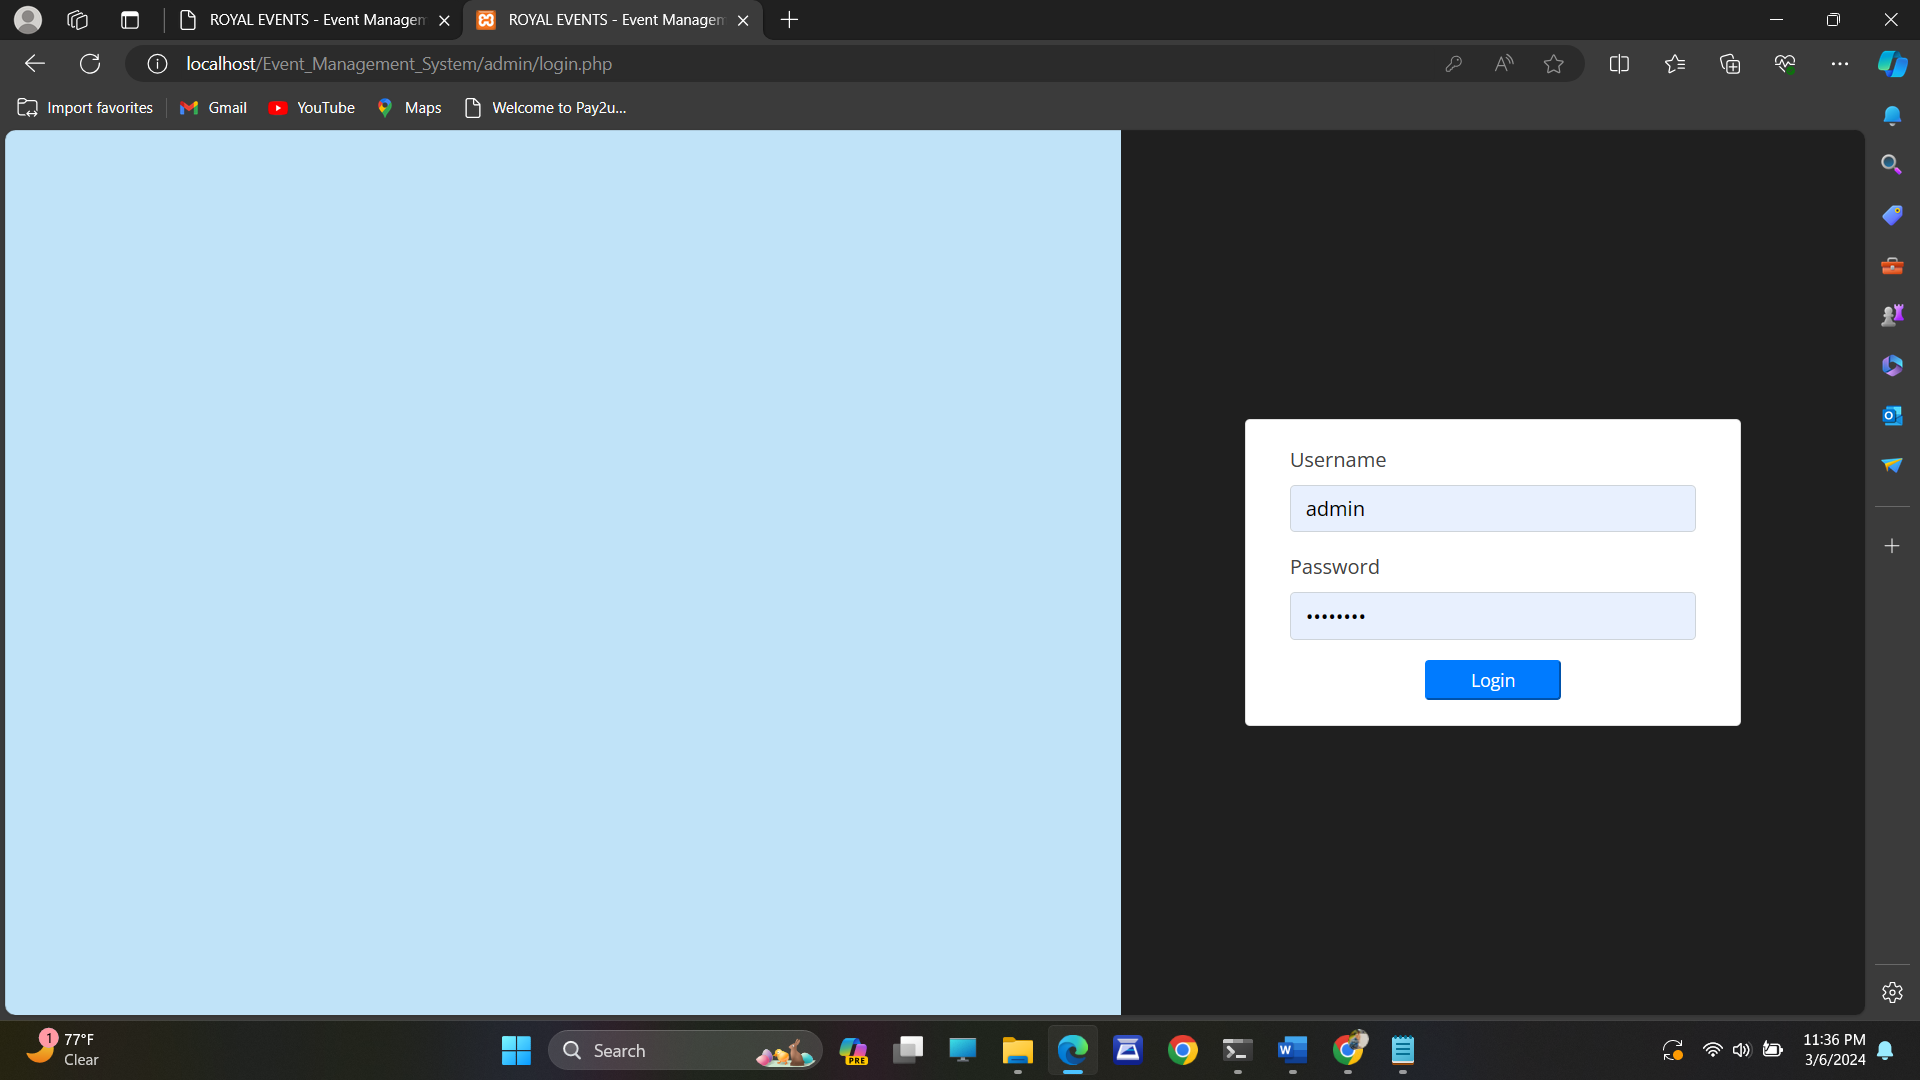 ROYAL EVENTS - Event Managem
ROYAL EVENTS - Event Managem
localhost/Event_Management_System/admin/login.php
Import favorites
Gmail
YouTube
Maps
Welcome to Pay2u...
Username
admin
Password
••••••••
Login
1
77°F
Clear
Search
PRE
11:36 PM
3/6/2024